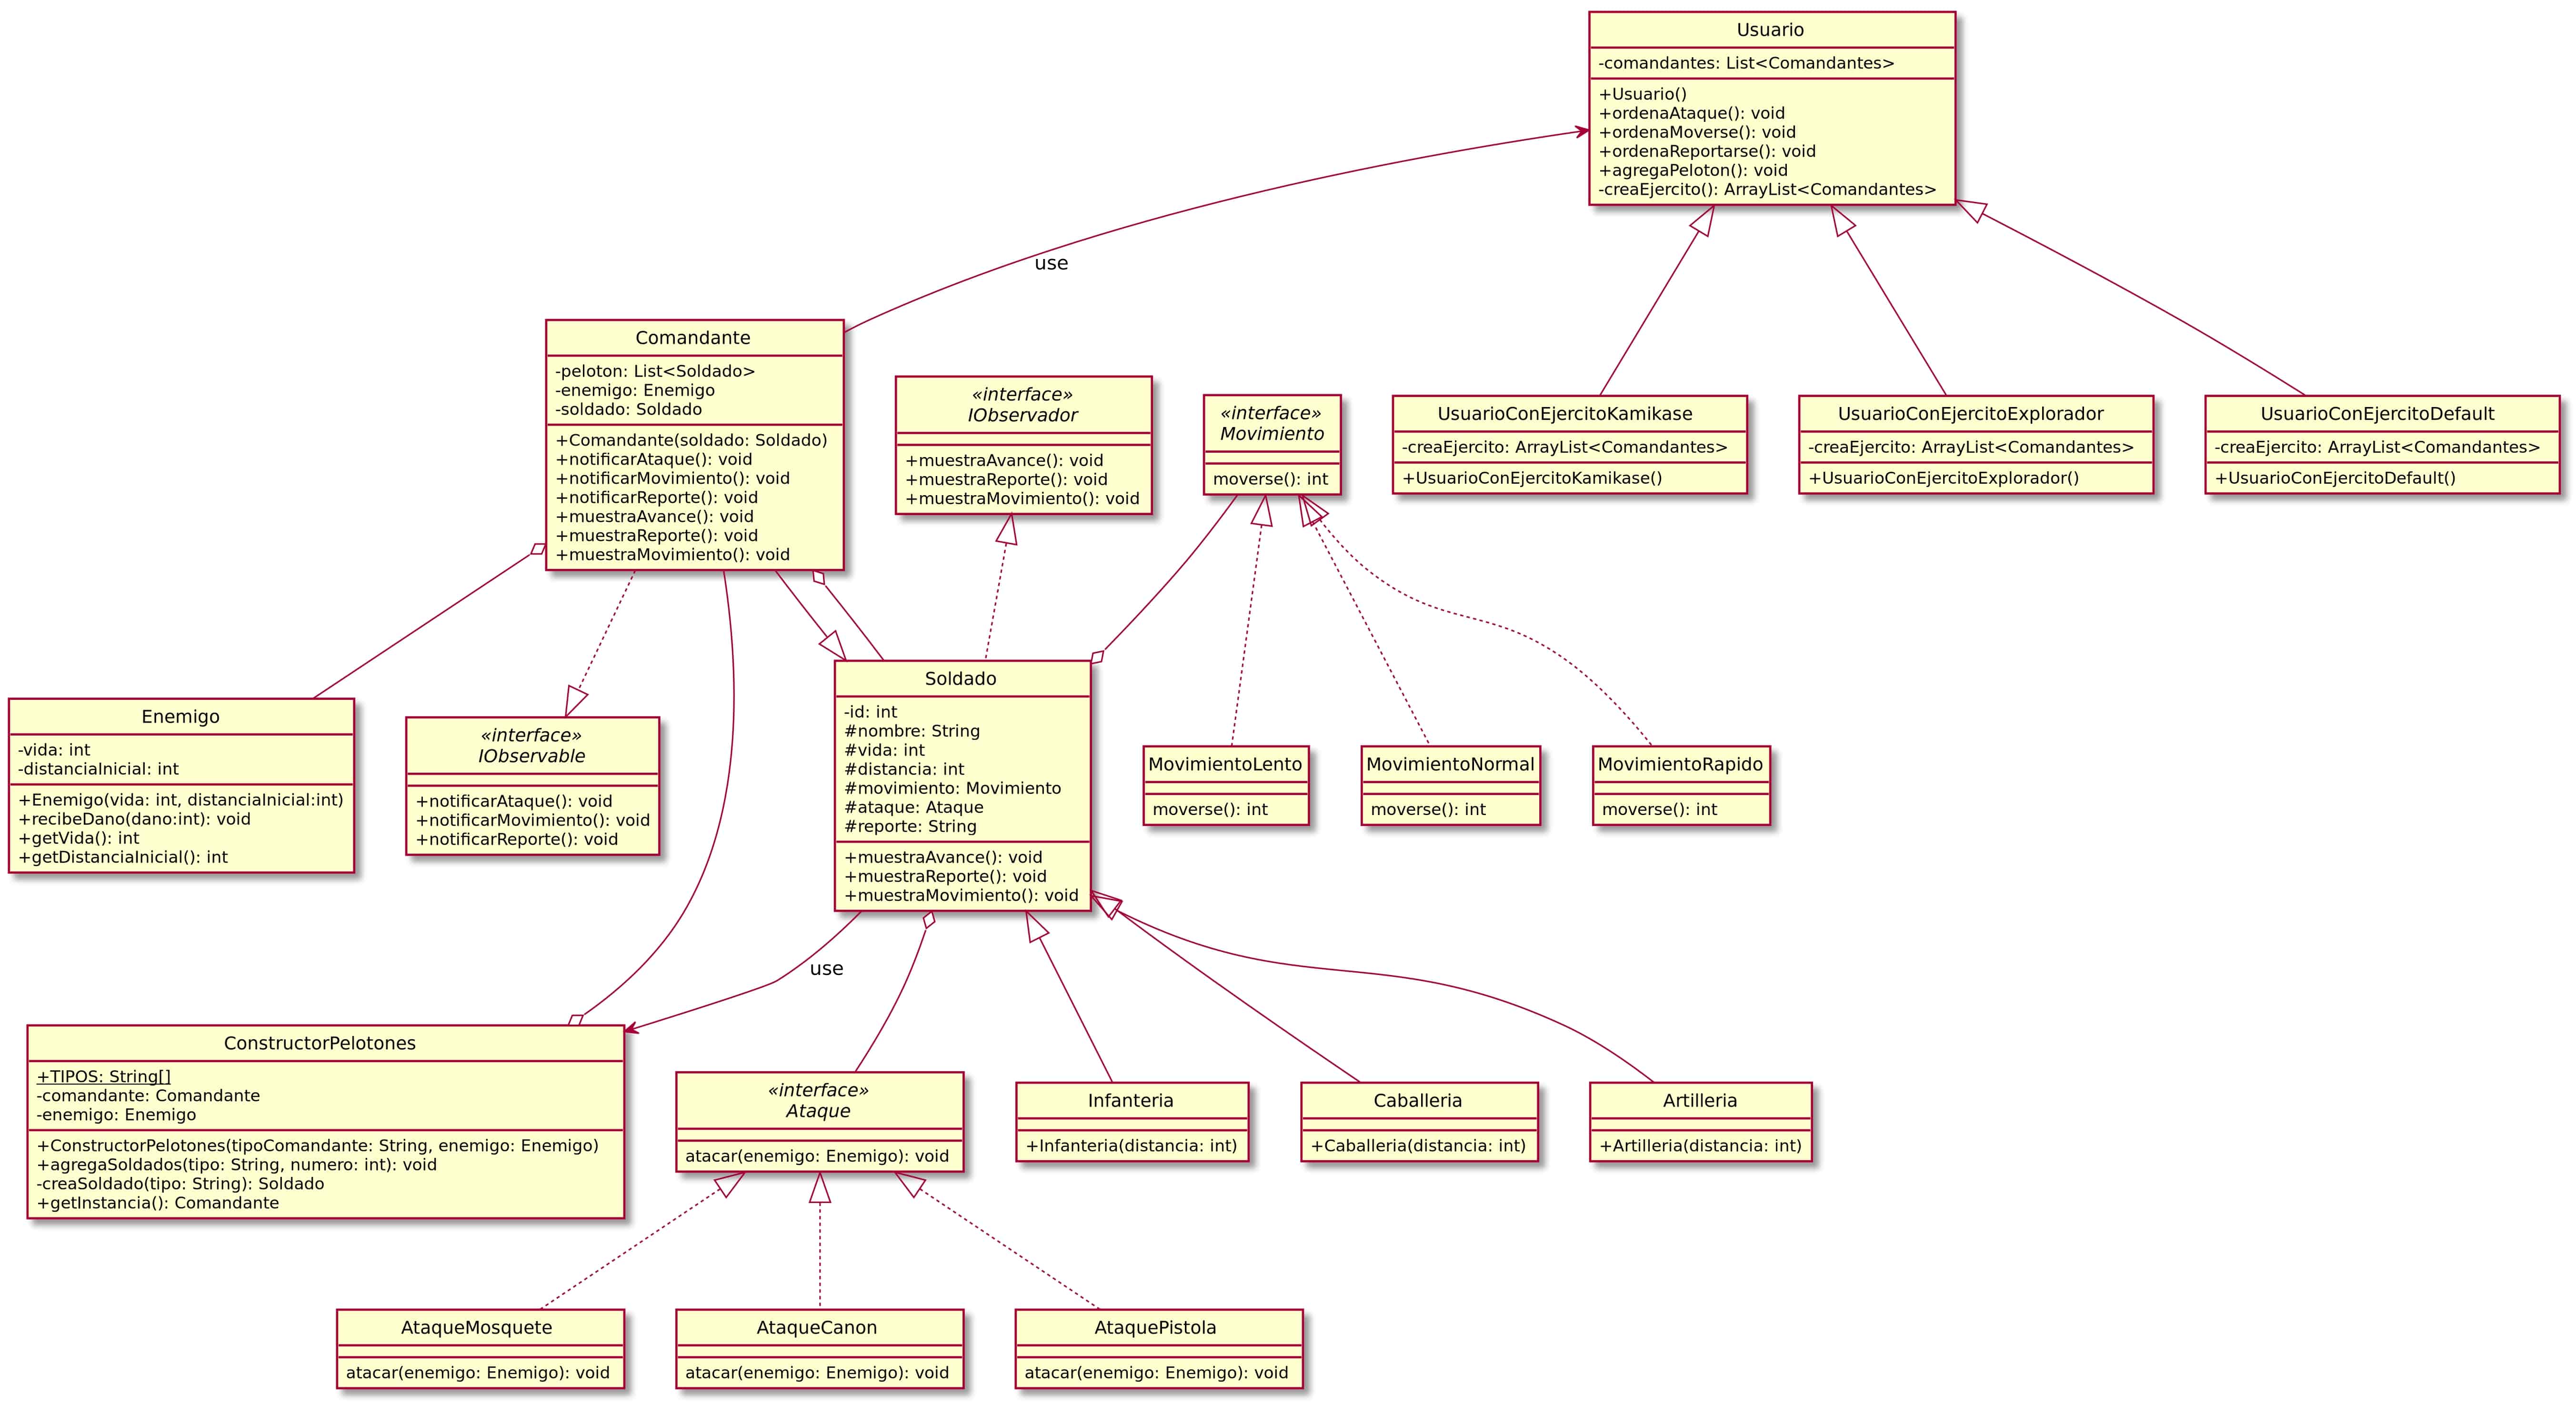 Usuario
-comandantes: List<Comandantes>
+Usuario()
+ordenaAtaque(): void
+ordenaMoverse(): void
+ordenaReportarse(): void
+agregaPeloton(): void
-creaEjercito(): ArrayList<Comandantes>
use
Comandante
-peloton: List<Soldado>
-enemigo: Enemigo
-soldado: Soldado
+Comandante(soldado: Soldado)
+notificarAtaque(): void
+notificarMovimiento(): void
+notificarReporte(): void
+muestraAvance(): void
+muestraReporte(): void
+muestraMovimiento(): void
«interface»
IObservador
+muestraAvance(): void
+muestraReporte(): void
+muestraMovimiento(): void
«interface»
Movimiento
moverse(): int
UsuarioConEjercitoKamikase
-creaEjercito: ArrayList<Comandantes>
+UsuarioConEjercitoKamikase()
UsuarioConEjercitoExplorador
-creaEjercito: ArrayList<Comandantes>
+UsuarioConEjercitoExplorador()
UsuarioConEjercitoDefault
-creaEjercito: ArrayList<Comandantes>
+UsuarioConEjercitoDefault()
Enemigo
-vida: int
-distanciaInicial: int
+Enemigo(vida: int, distanciaInicial:int)
+recibeDano(dano:int): void
+getVida(): int
+getDistanciaInicial(): int
«interface»
IObservable
+notificarAtaque(): void
+notificarMovimiento(): void
+notificarReporte(): void
Soldado
-id: int
#nombre: String
#vida: int
#distancia: int
#movimiento: Movimiento
#ataque: Ataque
#reporte: String
+muestraAvance(): void
+muestraReporte(): void
+muestraMovimiento(): void
MovimientoLento
moverse(): int
MovimientoNormal
moverse(): int
MovimientoRapido
moverse(): int
use
ConstructorPelotones
+TIPOS: String[]
-comandante: Comandante
-enemigo: Enemigo
+ConstructorPelotones(tipoComandante: String, enemigo: Enemigo)
+agregaSoldados(tipo: String, numero: int): void
-creaSoldado(tipo: String): Soldado
+getInstancia(): Comandante
«interface»
Ataque
atacar(enemigo: Enemigo): void
Infanteria
+Infanteria(distancia: int)
Caballeria
+Caballeria(distancia: int)
Artilleria
+Artilleria(distancia: int)
AtaqueMosquete
atacar(enemigo: Enemigo): void
AtaqueCanon
atacar(enemigo: Enemigo): void
AtaquePistola
atacar(enemigo: Enemigo): void